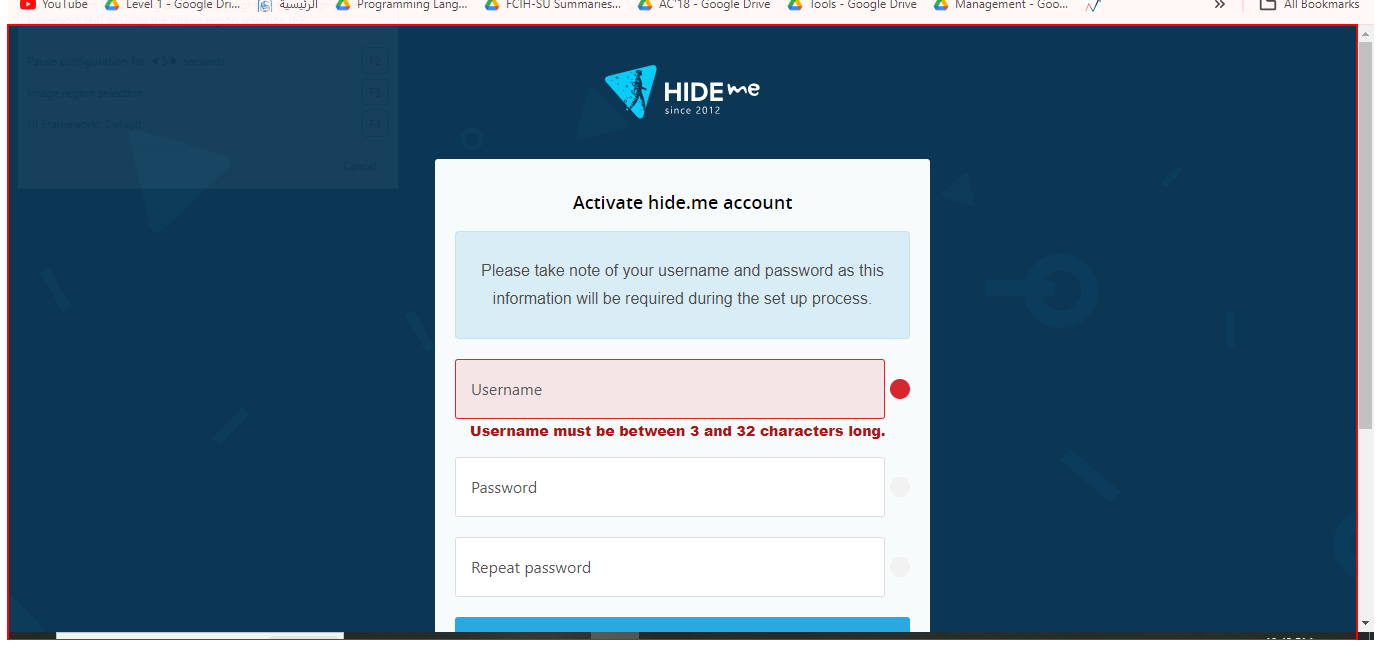 YouTube Level 1 - Google Dri... الرئيسية Programming Lang... FCIH-SU Summaries... AC'18 - Google Drive Tools - Google Drive Management - Goo... » All Bookmarks
Pause configuration for ◀ 5 ▶ seconds F2
Image region selection F3
UI Framework: Default F4
Cancel
HIDE me
since 2012
Activate hide.me account
Please take note of your username and password as this
information will be required during the set up process.
Username
Username must be between 3 and 32 characters long.
Password
Repeat password